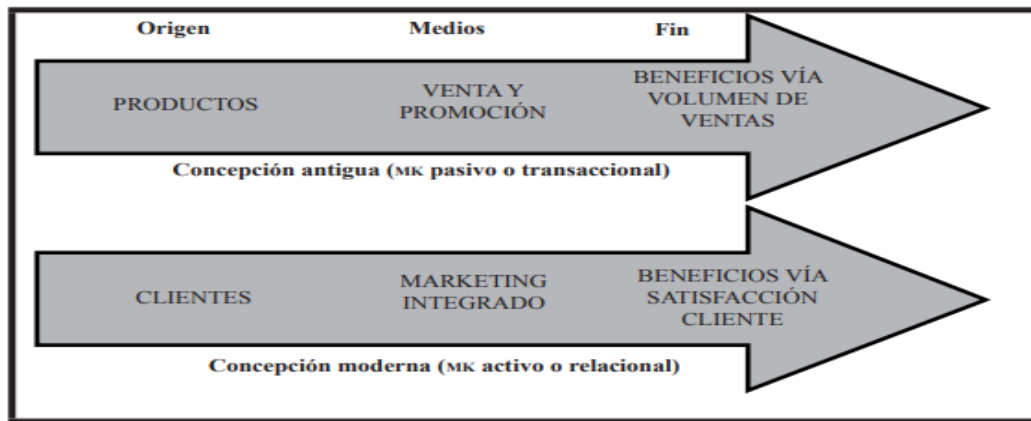 Origen Medios Fin
PRODUCTOS
VENTA Y
PROMOCIÓN
BENEFICIOS VÍA
VOLUMEN DE
VENTAS
Concepción antigua (MK pasivo o transaccional)
CLIENTES
MARKETING
INTEGRADO
BENEFICIOS VÍA
SATISFACCIÓN
CLIENTE
Concepción moderna (MK activo o relacional)